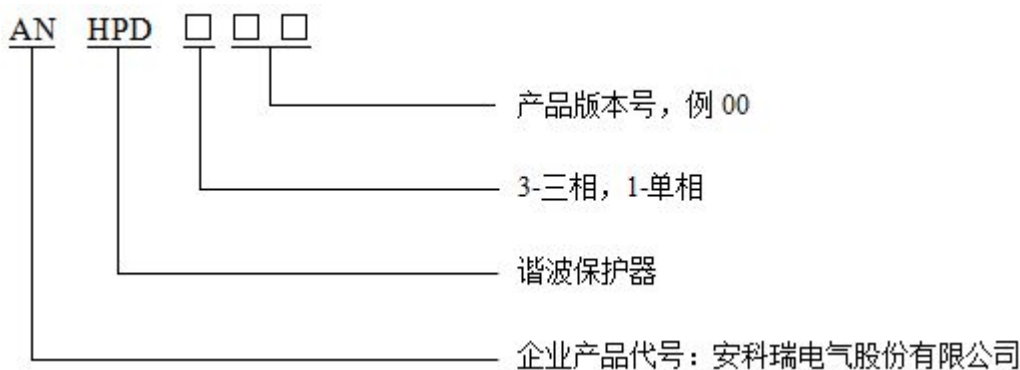 AN HPD □ □ □
产品版本号，例 00
3-三相，1-单相
谐波保护器
企业产品代号：安科瑞电气股份有限公司